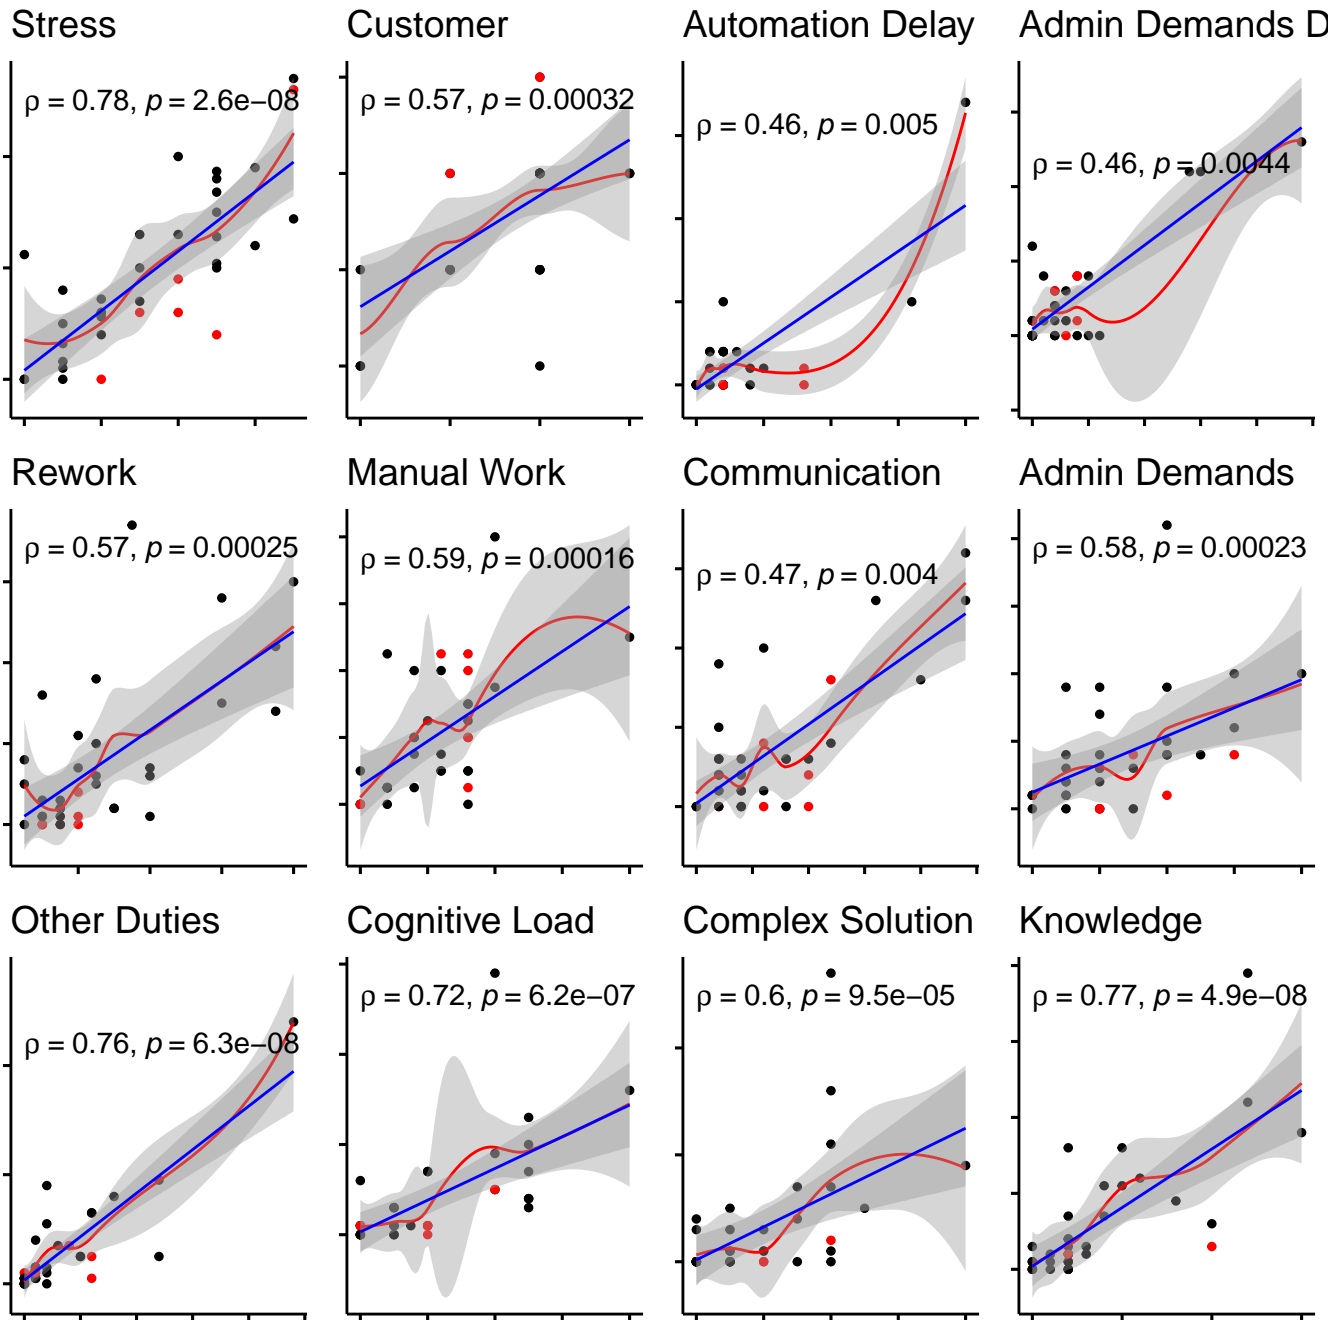 Stress
Customer
Automation Delay
Admin Demands D
ρ = 0.78, p = 2.6e−08
ρ = 0.57, p = 0.00032
ρ = 0.46, p = 0.005
ρ = 0.46, p = 0.0044
Rework
Manual Work
Communication
Admin Demands
ρ = 0.57, p = 0.00025
ρ = 0.59, p = 0.00016
ρ = 0.47, p = 0.004
ρ = 0.58, p = 0.00023
Other Duties
Cognitive Load
Complex Solution
Knowledge
ρ = 0.76, p = 6.3e−08
ρ = 0.72, p = 6.2e−07
ρ = 0.6, p = 9.5e−05
ρ = 0.77, p = 4.9e−08